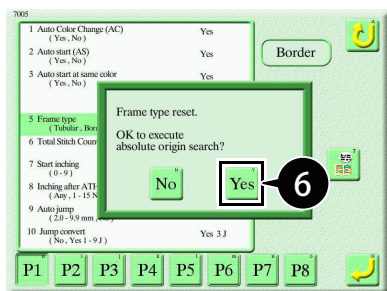 7005
1 Auto Color Change (AC) Yes
( Yes , No )
2 Auto start (AS) Yes
( Yes , No )
3 Auto start at same color Yes
( Yes , No )
Border
5 Frame type
( Tubular ,
6 Total Stitch
7 Start inching
( 0 - 9 )
8 Inching after ATH
( Any , 1 - 15
9 Auto jump
( 2.0 - 9.9 mm ,
10 Jump convert Yes 3 J
( No , Yes 1 - 9 J )
Frame type reset.
OK to execute
absolute origin search?
No Yes 6
P1 P2 P3 P4 P5 P6 P7 P8